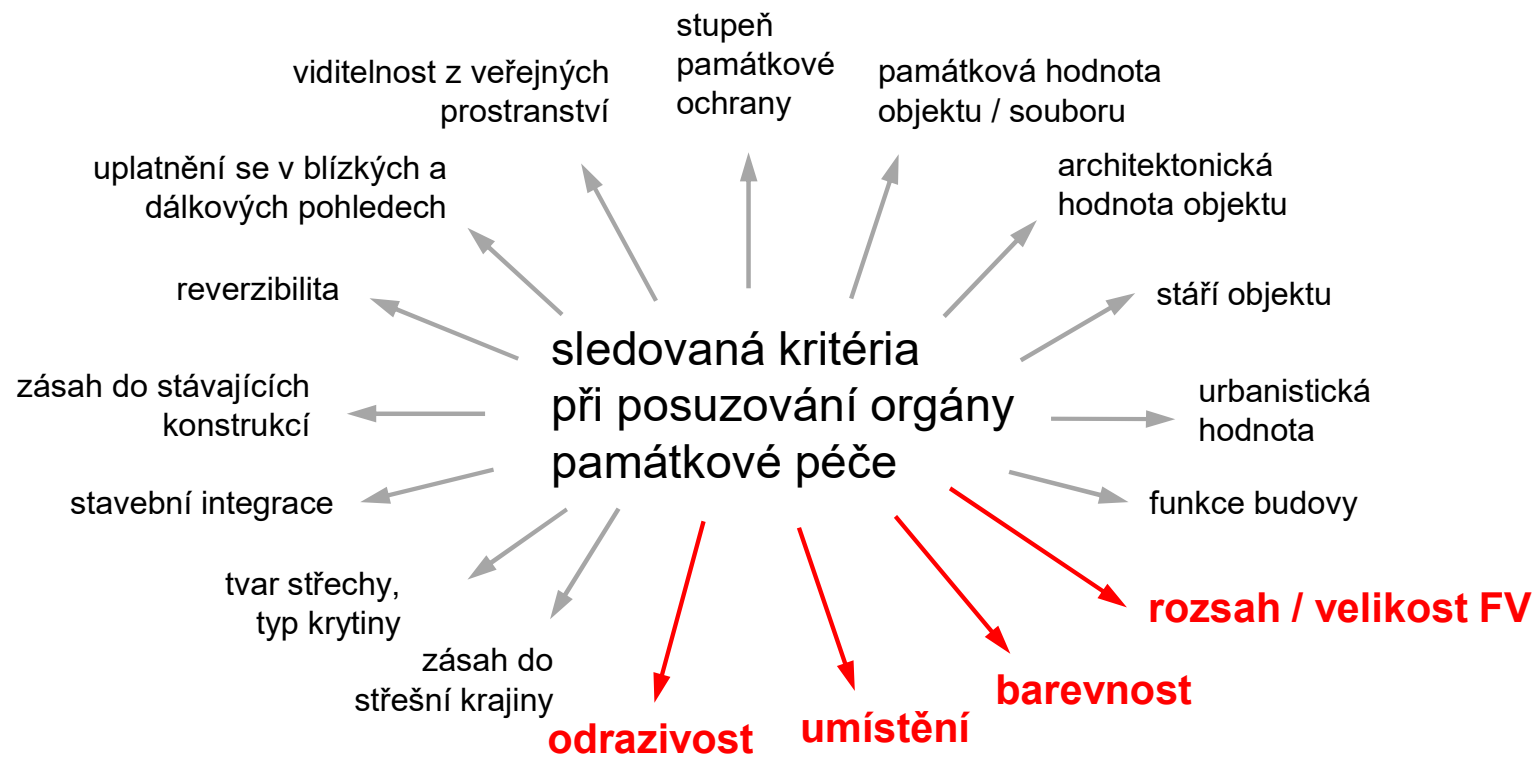 stupeň
památkové
ochrany
viditelnost z veřejných
prostranství
památková hodnota
objektu / souboru
uplatnění se v blízkých a
dálkových pohledech
architektonická
hodnota objektu
reverzibilita
stáří objektu
sledovaná kritéria
při posuzování orgány
památkové péče
zásah do stávajících
konstrukcí
urbanistická
hodnota
stavební integrace
funkce budovy
tvar střechy,
typ krytiny
rozsah / velikost FV
zásah do
střešní krajiny
barevnost
umístění
odrazivost